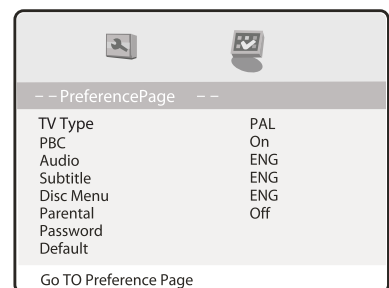 – – PreferencePage – –
TV Type PAL
PBC On
Audio ENG
Subtitle ENG
Disc Menu ENG
Parental Off
Password
Default
Go TO Preference Page